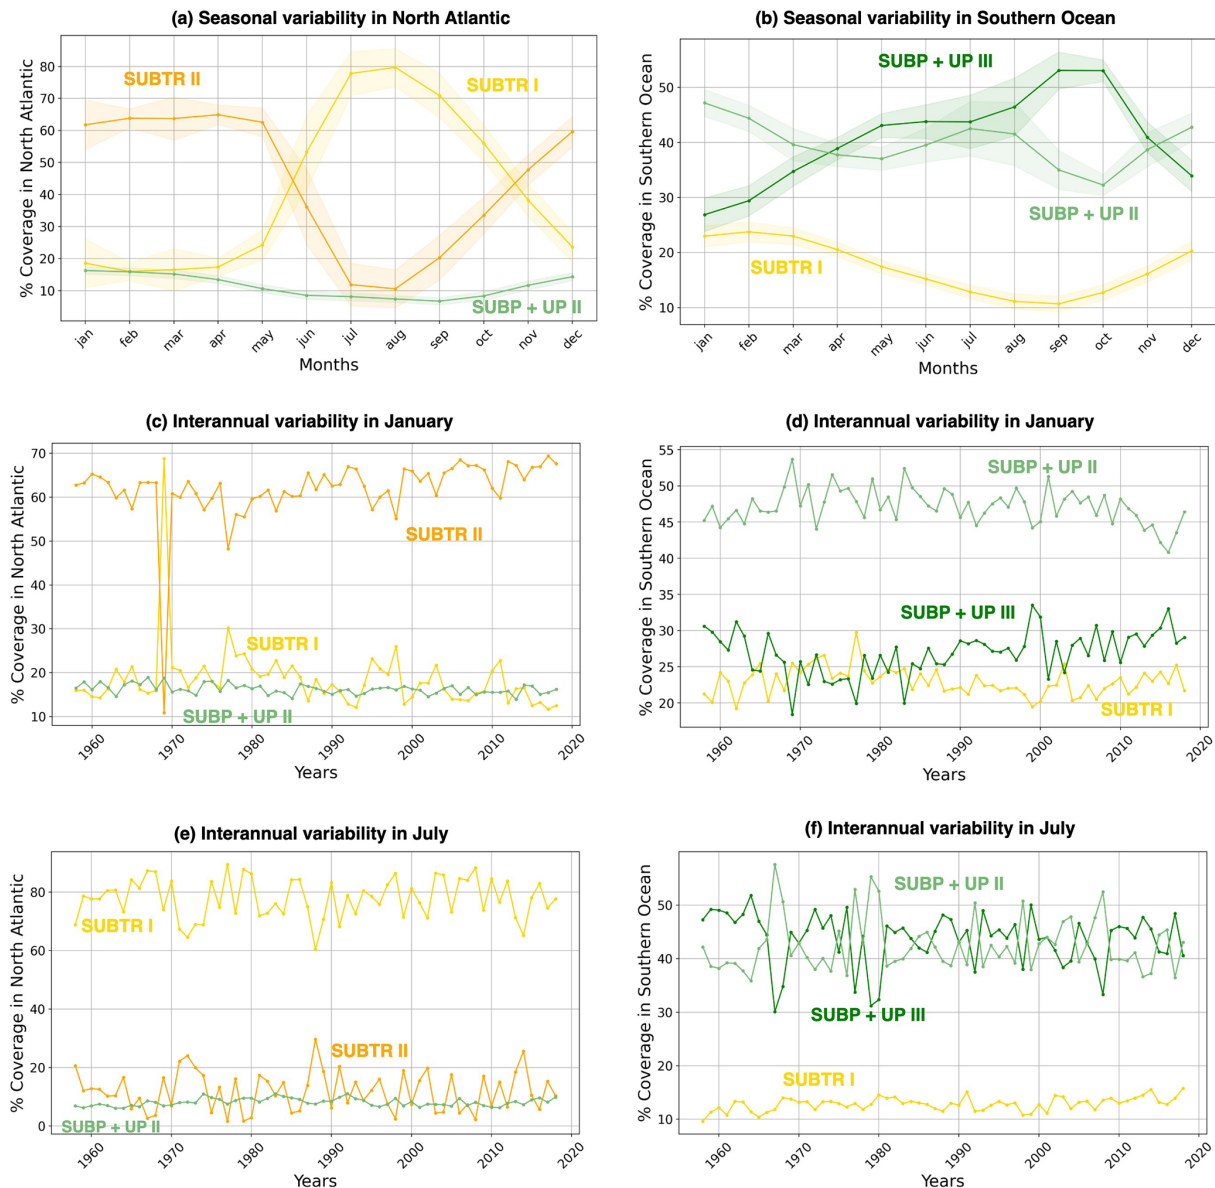 (a) Seasonal variability in North Atlantic
% Coverage in North Atlantic
80
70
60
50
40
30
20
10
SUBTR II
SUBTR I
SUBP + UP II
jan feb mar apr may jun jul aug sep oct nov dec
Months
(b) Seasonal variability in Southern Ocean
% Coverage in Southern Ocean
50
40
30
20
10
SUBP + UP III
SUBP + UP II
SUBTR I
jan feb mar apr may jun jul aug sep oct nov dec
Months
(c) Interannual variability in January
% Coverage in North Atlantic
70
60
50
40
30
20
10
SUBTR II
SUBTR I
SUBP + UP II
1960 1970 1980 1990 2000 2010 2020
Years
(d) Interannual variability in January
% Coverage in Southern Ocean
55
50
45
40
35
30
25
20
SUBP + UP II
SUBP + UP III
SUBTR I
1960 1970 1980 1990 2000 2010 2020
Years
(e) Interannual variability in July
% Coverage in North Atlantic
80
60
40
20
0
SUBTR I
SUBTR II
SUBP + UP II
1960 1970 1980 1990 2000 2010 2020
Years
(f) Interannual variability in July
% Coverage in Southern Ocean
50
40
30
20
10
SUBP + UP II
SUBP + UP III
SUBTR I
1960 1970 1980 1990 2000 2010 2020
Years